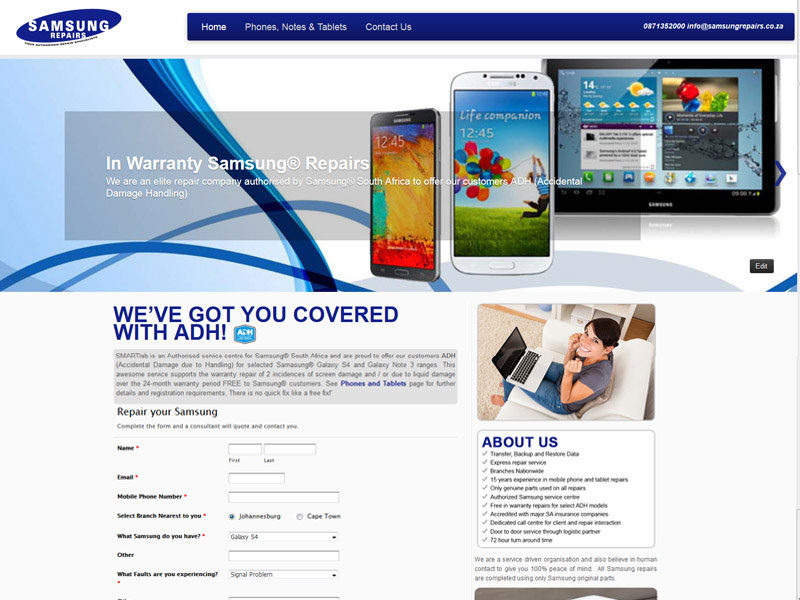 SAMSUNG
REPAIRS
YOUR AUTHORISED REPAIR SPECIALISTS
Home
Phones, Notes & Tablets
Contact Us
0871352000 info@samsungrepairs.co.za
In Warranty Samsung® Repairs
We are an elite repair company authorised by Samsung® South Africa to offer our customers ADH (Accidental
Damage Handling)
SAMSUNG
12:45
SAMSUNG
Life companion
12:45
14°
SAMSUNG
Edit
WE'VE GOT YOU COVERED
WITH ADH!
ADH
SMARTlab is an Authorised service centre for Samsung® South Africa and are proud to offer our customers ADH
(Accidental Damage due to Handling) for selected Samasung® Galaxy S4 and Galaxy Note 3 ranges. This
awesome service supports the warranty repair of 2 incidences of screen damage and / or due to liquid damage
over the 24-month warranty period FREE to Samsung® customers. See Phones and Tablets page for further
details and registration requirements. There is no quick fix like a free fix!'
Repair your Samsung
Complete the form and a consultant will quote and contact you.
Name *
First
Last
Email *
Mobile Phone Number *
Select Branch Nearest to you *
Johannesburg
Cape Town
What Samsung do you have? *
Galaxy S4
Other
What Faults are you experiencing?
*
Signal Problem
ABOUT US
Transfer, Backup and Restore Data
Express repair service
Branches Nationwide
15 years experience in mobile phone and tablet repairs
Only genuine parts used on all repairs
Authorized Samsung service centre
Free in warranty repairs for select ADH models
Accredited with major SA insurance companies
Dedicated call centre for client and repair interaction
Door to door service through logistic partner
72 hour turn around time
We are a service driven organisation and also believe in human
contact to give you 100% peace of mind. All Samsung repairs
are completed using only Samsung original parts.